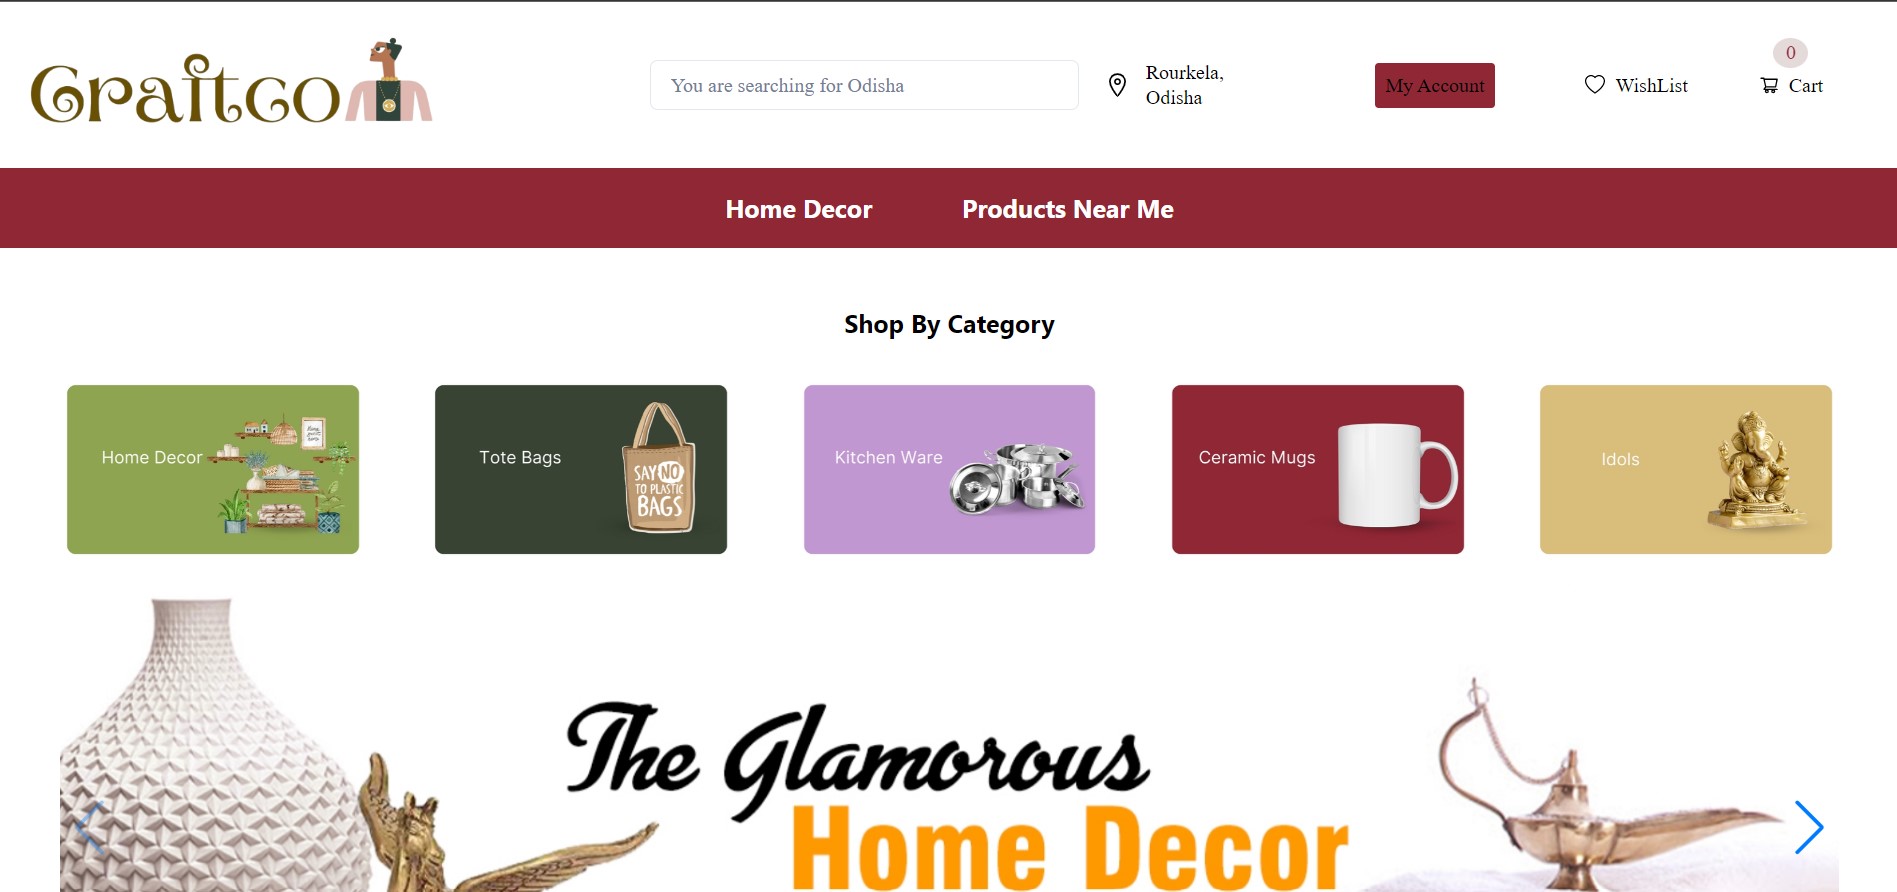 Craftco
You are searching for Odisha
Rourkela,
Odisha
My Account
WishList
0
Cart
Home Decor
Products Near Me
Shop By Category
Home Decor
Tote Bags
SAY NO
TO PLASTIC
BAGS
Kitchen Ware
Ceramic Mugs
Idols
The Glamorous
Home Decor